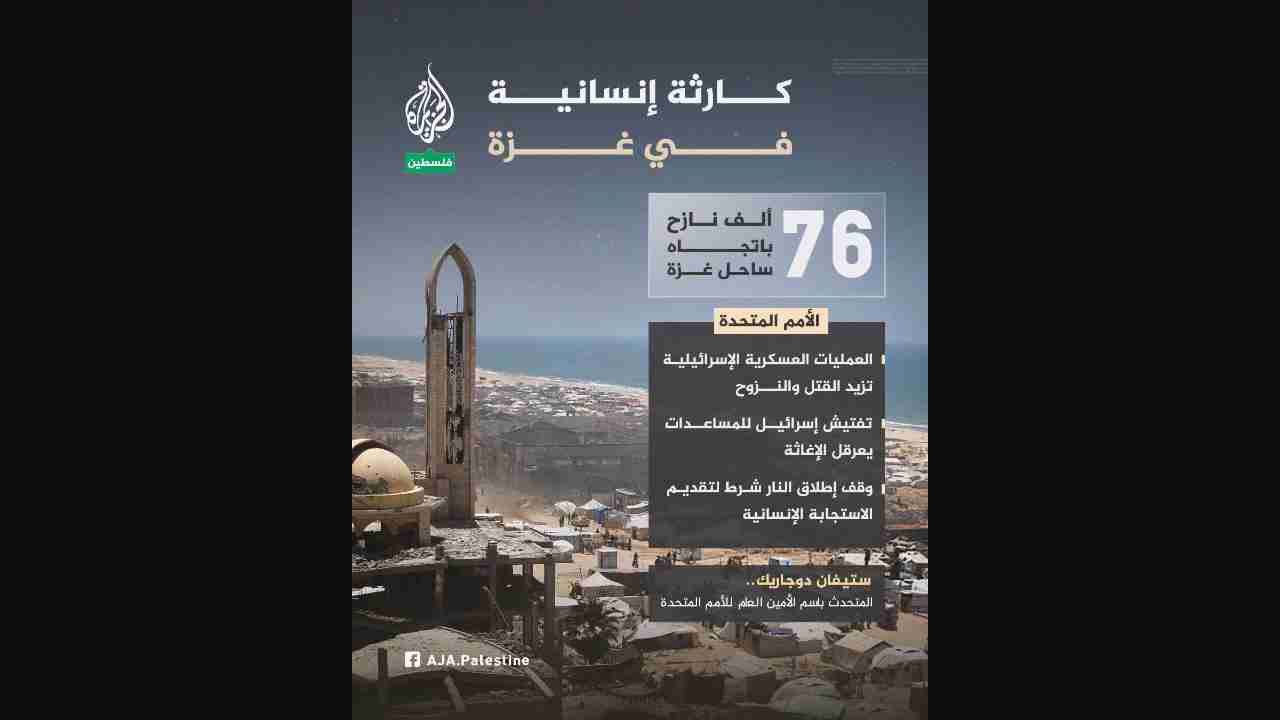 كارثة إنسانية
في غزة
الجزيرة
فلسطين
76
ألف نازح
باتجاه
ساحل غزة
الأمم المتحدة
العمليات العسكرية الإسرائيلية
تزيد القتل والنزوح
تفتيش إسرائيل للمساعدات
يعرقل الإغاثة
وقف إطلاق النار شرط لتقديم
الاستجابة الإنسانية
ستيفان دوجاريك..
المتحدث باسم الأمين العام للأمم المتحدة
AJA.Palestine